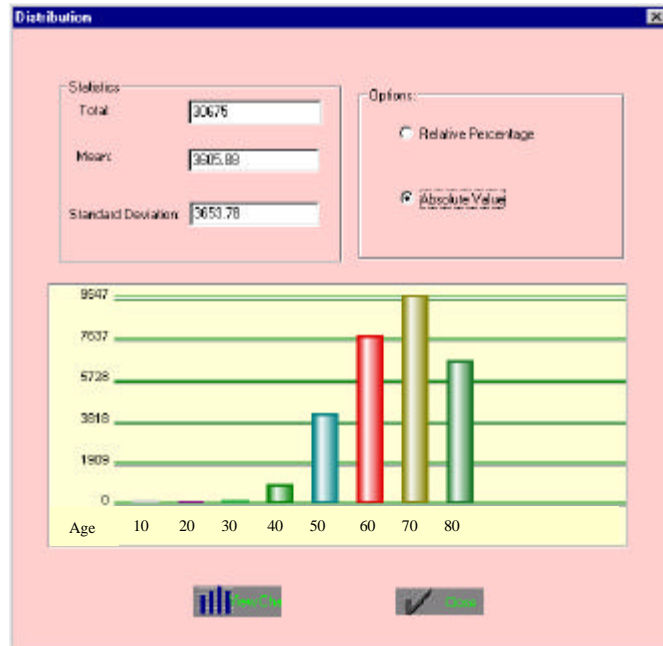 Distribution
Statistics
Total: 30675
Mean: 3605.88
Standard Deviation: 3653.78
Options:
Relative Percentage
Absolute Value
9547
7637
5728
3818
1909
0
Age 10 20 30 40 50 60 70 80
Close